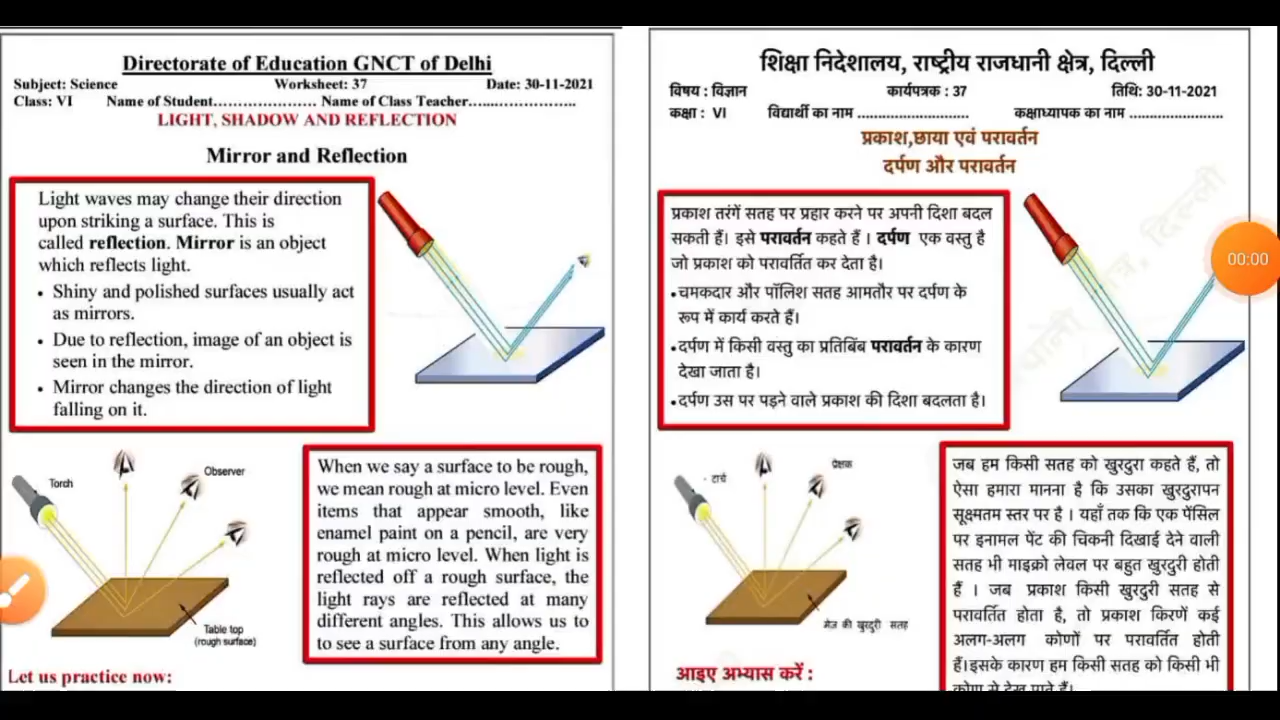 Directorate of Education GNCT of Delhi
Subject: Science Worksheet: 37 Date: 30-11-2021
Class: VI Name of Student..................... Name of Class Teacher......................
LIGHT, SHADOW AND REFLECTION
Mirror and Reflection
Light waves may change their direction
upon striking a surface. This is
called reflection. Mirror is an object
which reflects light.
• Shiny and polished surfaces usually act
as mirrors.
• Due to reflection, image of an object is
seen in the mirror.
• Mirror changes the direction of light
falling on it.
Torch
Observer
Table top
(rough surface)
When we say a surface to be rough,
we mean rough at micro level. Even
items that appear smooth, like
enamel paint on a pencil, are very
rough at micro level. When light is
reflected off a rough surface, the
light rays are reflected at many
different angles. This allows us to
to see a surface from any angle.
Let us practice now:
शिक्षा निदेशालय, राष्ट्रीय राजधानी क्षेत्र, दिल्ली
विषय : विज्ञान कार्यपत्रक : 37 तिथि: 30-11-2021
कक्षा : VI विद्यार्थी का नाम .......................... कक्षाध्यापक का नाम ......................
प्रकाश,छाया एवं परावर्तन
दर्पण और परावर्तन
प्रकाश तरंगें सतह पर प्रहार करने पर अपनी दिशा बदल
सकती हैं। इसे परावर्तन कहते हैं । दर्पण एक वस्तु है
जो प्रकाश को परावर्तित कर देता है।
•चमकदार और पॉलिश सतह आमतौर पर दर्पण के
रूप में कार्य करते हैं।
•दर्पण में किसी वस्तु का प्रतिबिंब परावर्तन के कारण
देखा जाता है।
•दर्पण उस पर पड़ने वाले प्रकाश की दिशा बदलता है।
00:00
टार्च
प्रेक्षक
मेज़ की खुरदुरी सतह
जब हम किसी सतह को खुरदुरा कहते हैं, तो
ऐसा हमारा मानना है कि उसका खुरदुरापन
सूक्ष्मतम स्तर पर है । यहाँ तक कि एक पेंसिल
पर इनामल पेंट की चिकनी दिखाई देने वाली
सतह भी माइक्रो लेवल पर बहुत खुरदुरी होती
हैं । जब प्रकाश किसी खुरदुरी सतह से
परावर्तित होता है, तो प्रकाश किरणें कई
अलग-अलग कोणों पर परावर्तित होती
हैं।इसके कारण हम किसी सतह को किसी भी
कोण से देख पाते हैं।
आइए अभ्यास करें :